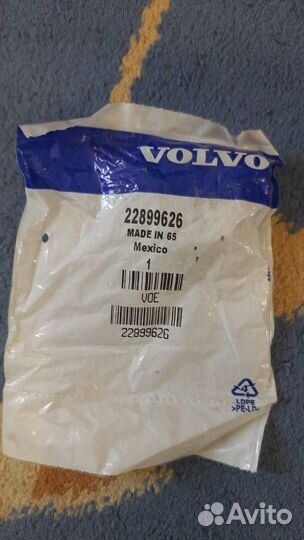 VOLVO
22899626
MADE IN 65
Mexico
1
VOE
22899626
4
LDPE
>PE-LD
Avito